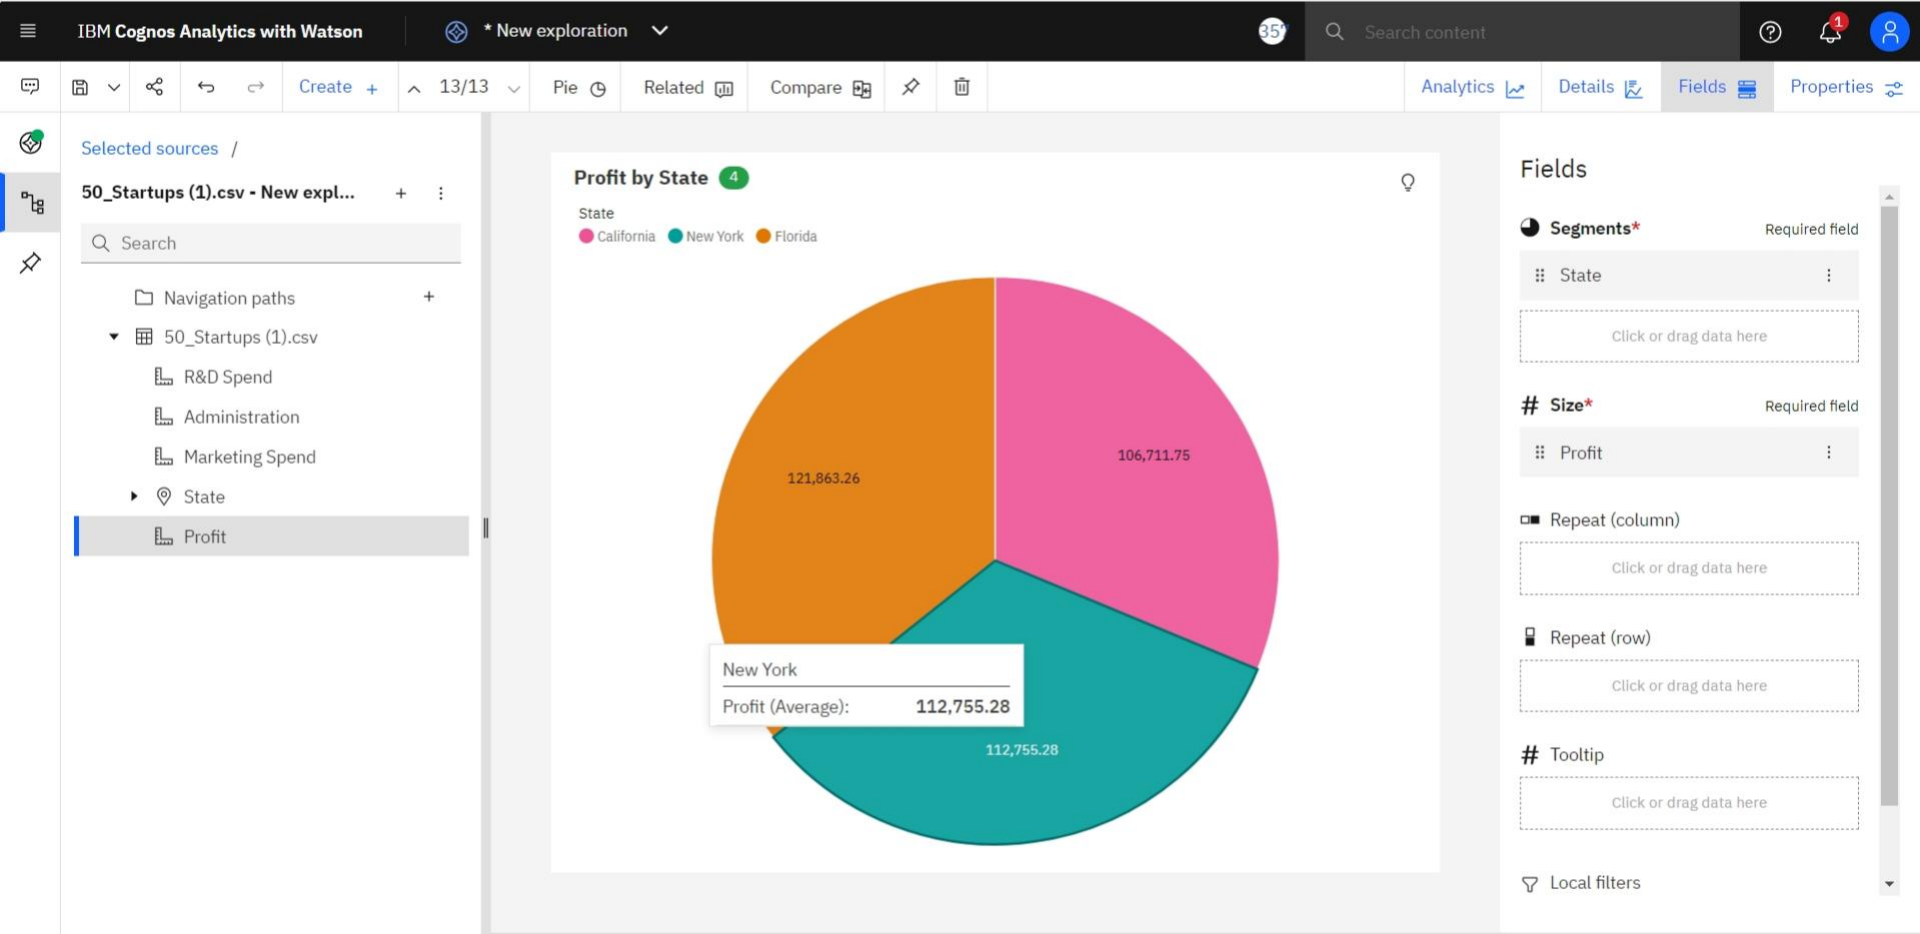 IBM Cognos Analytics with Watson
* New exploration
35
Search content
1
Create +
13/13
Pie
Related
Compare
Analytics
Details
Fields
Properties
Selected sources /
50_Startups (1).csv - New expl...
Search
Navigation paths
50_Startups (1).csv
R&D Spend
Administration
Marketing Spend
State
Profit
Profit by State 4
State
California New York Florida
106,711.75
121,863.26
New York
Profit (Average): 112,755.28
112,755.28
Fields
Segments* Required field
State
Click or drag data here
# Size* Required field
Profit
Repeat (column)
Click or drag data here
Repeat (row)
Click or drag data here
# Tooltip
Click or drag data here
Local filters